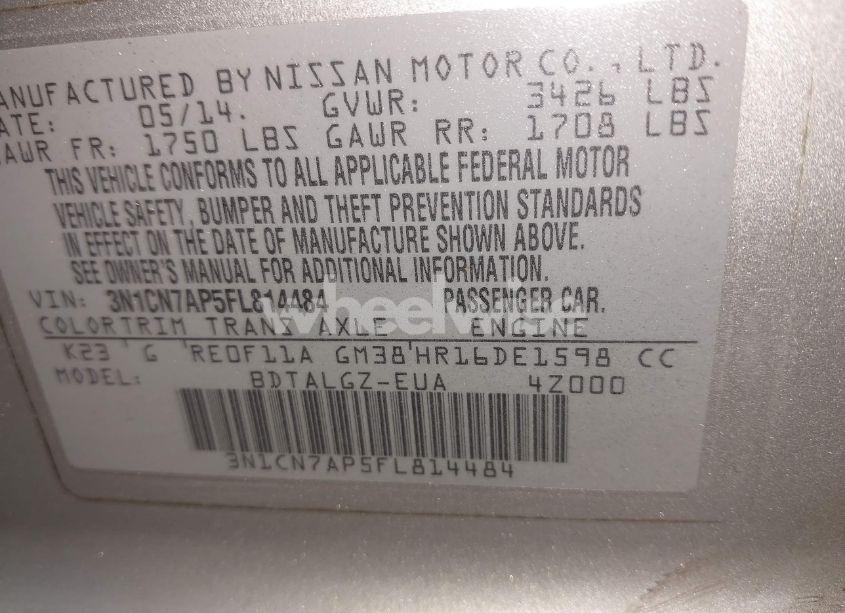 ANUFACTURED BY NISSAN MOTOR CO., LTD.
ATE: 05/14. GVWR: 3426 LBS
AWR FR: 1750 LBS GAWR RR: 1708 LBS
THIS VEHICLE CONFORMS TO ALL APPLICABLE FEDERAL MOTOR
VEHICLE SAFETY, BUMPER AND THEFT PREVENTION STANDARDS
IN EFFECT ON THE DATE OF MANUFACTURE SHOWN ABOVE.
SEE OWNER'S MANUAL FOR ADDITIONAL INFORMATION.
VIN: 3N1CN7AP5FL814484 PASSENGER CAR.
COLORTRIM TRANS AXLE ENGINE
K23 'G 'RE0F11A GM38'HR16DE1598 CC
MODEL: BDTALGZ-EUA 4Z000
3N1CN7AP5FL814484